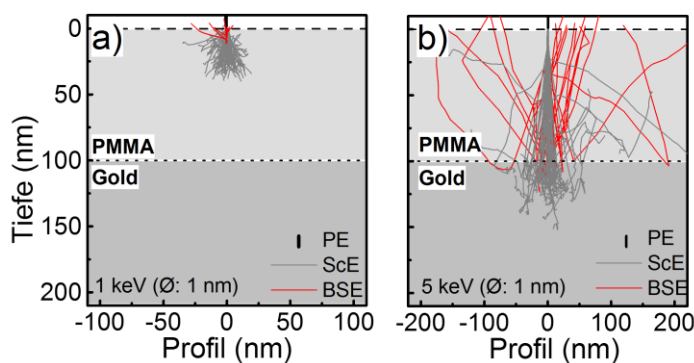 a)
b)
Tiefe (nm)
0
50
100
150
200
PMMA
Gold
PE
ScE
BSE
1 keV (Ø: 1 nm)
-100 -50 0 50 100
Profil (nm)
PMMA
Gold
PE
ScE
BSE
5 keV (Ø: 1 nm)
-200 -100 0 100 200
Profil (nm)